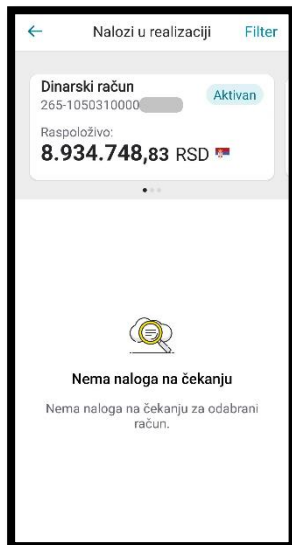 Nalozi u realizaciji
Filter
Dinarski račun
Aktivan
265-1050310000
Raspoloživo:
8.934.748,83 RSD
Nema naloga na čekanju
Nema naloga na čekanju za odabrani
račun.